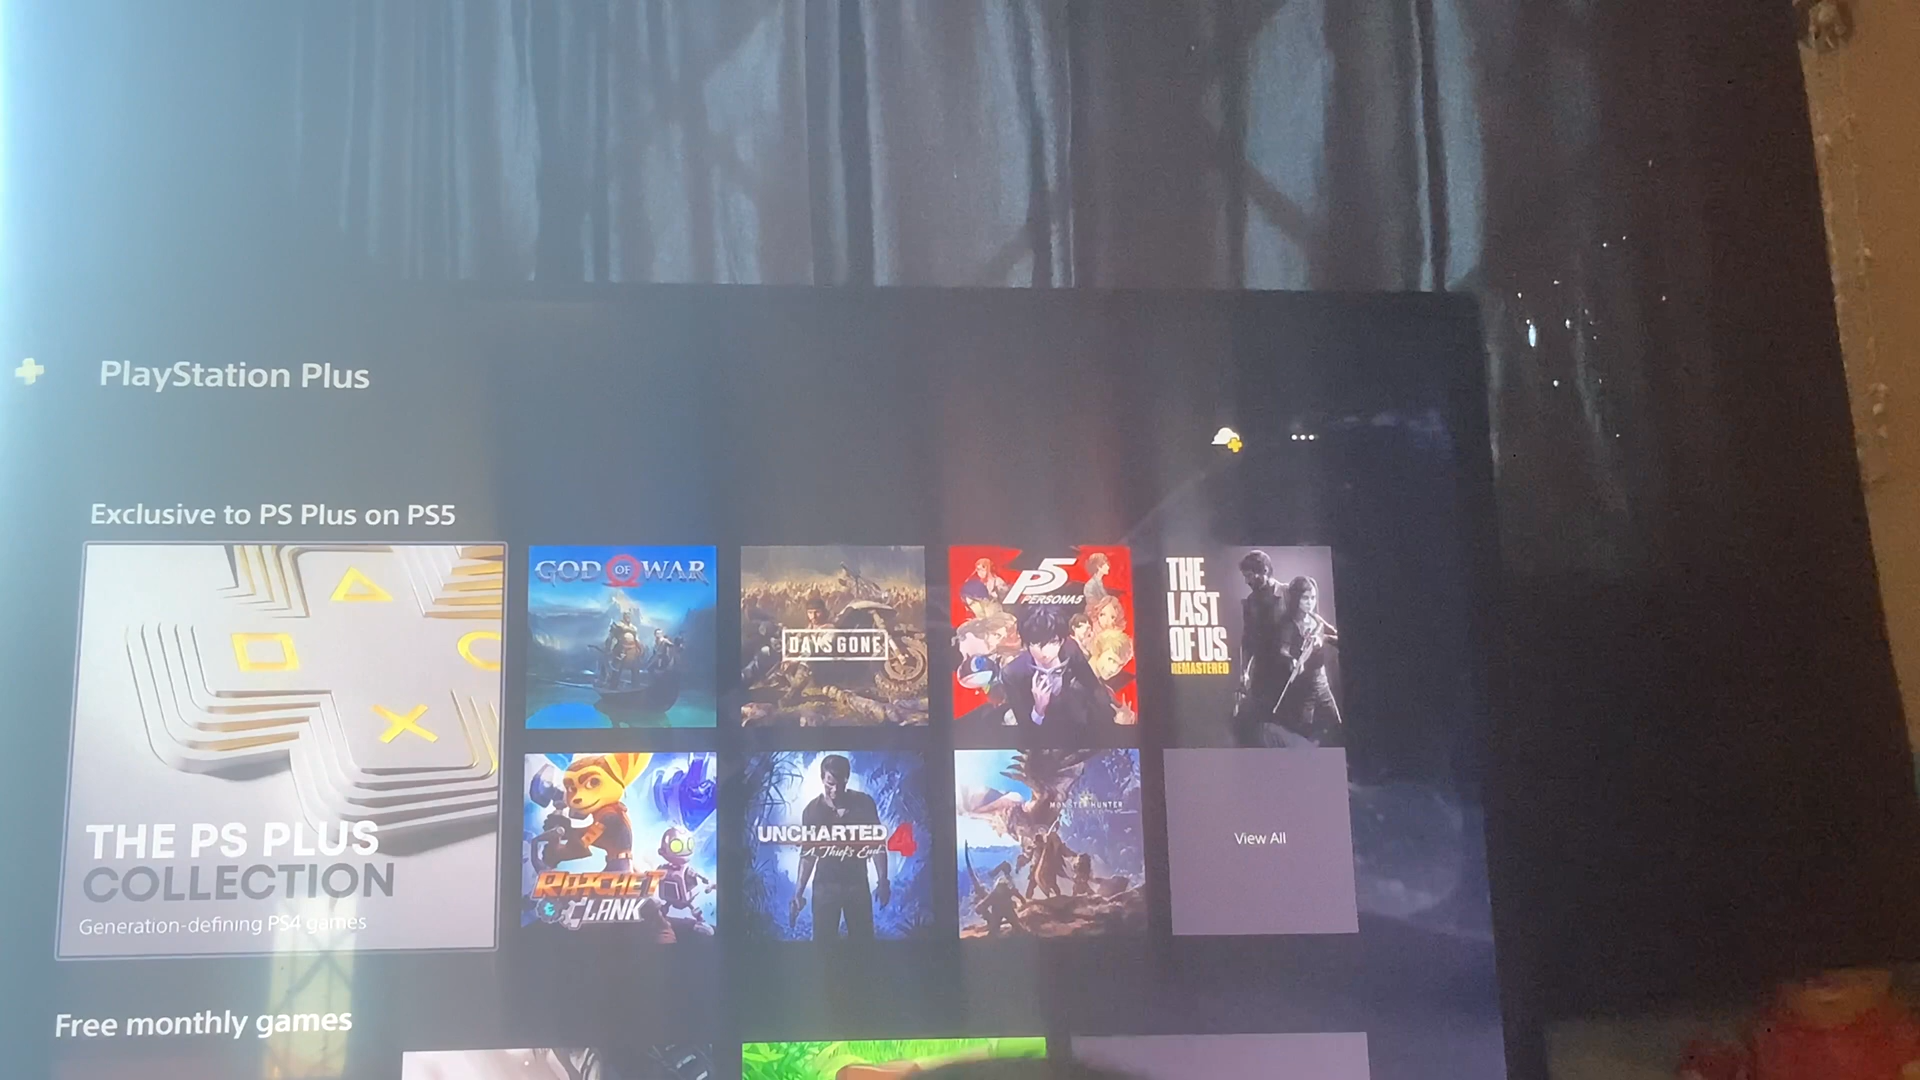 PlayStation Plus
Exclusive to PS Plus on PS5
GOD OF WAR
DAYS GONE
P5
PERSONA5
THE
LAST
OF US
REMASTERED
THE PS PLUS
COLLECTION
Generation-defining PS4 games
RATCHET
CLANK
UNCHARTED 4
A Thief's End
MONSTER HUNTER
View All
Free monthly games